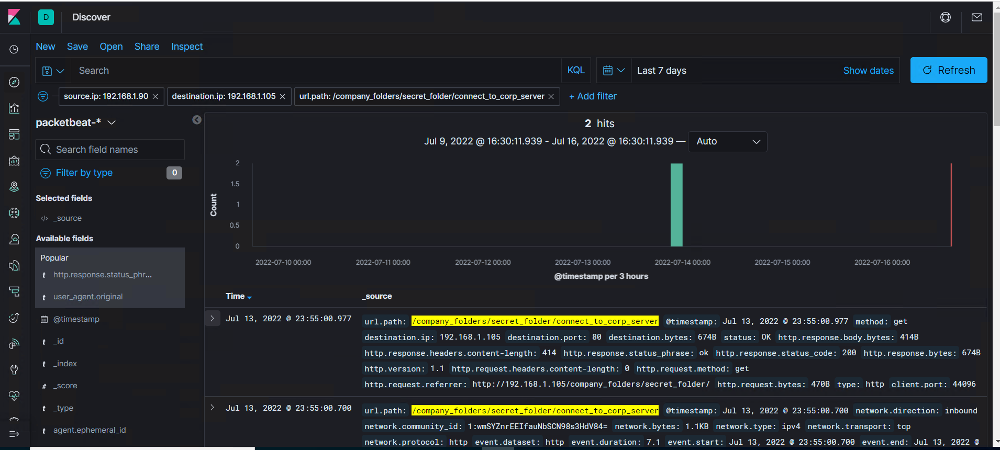 D Discover
New Save Open Share Inspect
Search KQL Last 7 days Show dates Refresh
source.ip: 192.168.1.90 × destination.ip: 192.168.1.105 × url.path: /company_folders/secret_folder/connect_to_corp_server × + Add filter
packetbeat-*
Search field names
Filter by type 0
Selected fields
</> _source
Available fields
Popular
t http.response.status_phr...
t user_agent.original
@timestamp
t _id
t _index
# _score
t _type
t agent.ephemeral_id
2 hits
Jul 9, 2022 @ 16:30:11.939 - Jul 16, 2022 @ 16:30:11.939 — Auto
Count
2
1.5
1
0.5
0
2022-07-10 00:00 2022-07-11 00:00 2022-07-12 00:00 2022-07-13 00:00 2022-07-14 00:00 2022-07-15 00:00 2022-07-16 00:00
@timestamp per 3 hours
Time _source
Jul 13, 2022 @ 23:55:00.977 url.path: /company_folders/secret_folder/connect_to_corp_server @timestamp: Jul 13, 2022 @ 23:55:00.977 method: get
destination.ip: 192.168.1.105 destination.port: 80 destination.bytes: 674B status: OK http.response.body.bytes: 414B
http.response.headers.content-length: 414 http.response.status_phrase: ok http.response.status_code: 200 http.response.bytes: 674B
http.version: 1.1 http.request.headers.content-length: 0 http.request.method: get
http.request.referrer: http://192.168.1.105/company_folders/secret_folder/ http.request.bytes: 470B type: http client.port: 44096
Jul 13, 2022 @ 23:55:00.700 url.path: /company_folders/secret_folder/connect_to_corp_server @timestamp: Jul 13, 2022 @ 23:55:00.700 network.direction: inbound
network.community_id: 1:wmSYZnrEEIfauNbSCN98s3HdV84= network.bytes: 1.1KB network.type: ipv4 network.transport: tcp
network.protocol: http event.dataset: http event.duration: 7.1 event.start: Jul 13, 2022 @ 23:55:00.700 event.end: Jul 13, 2022 @